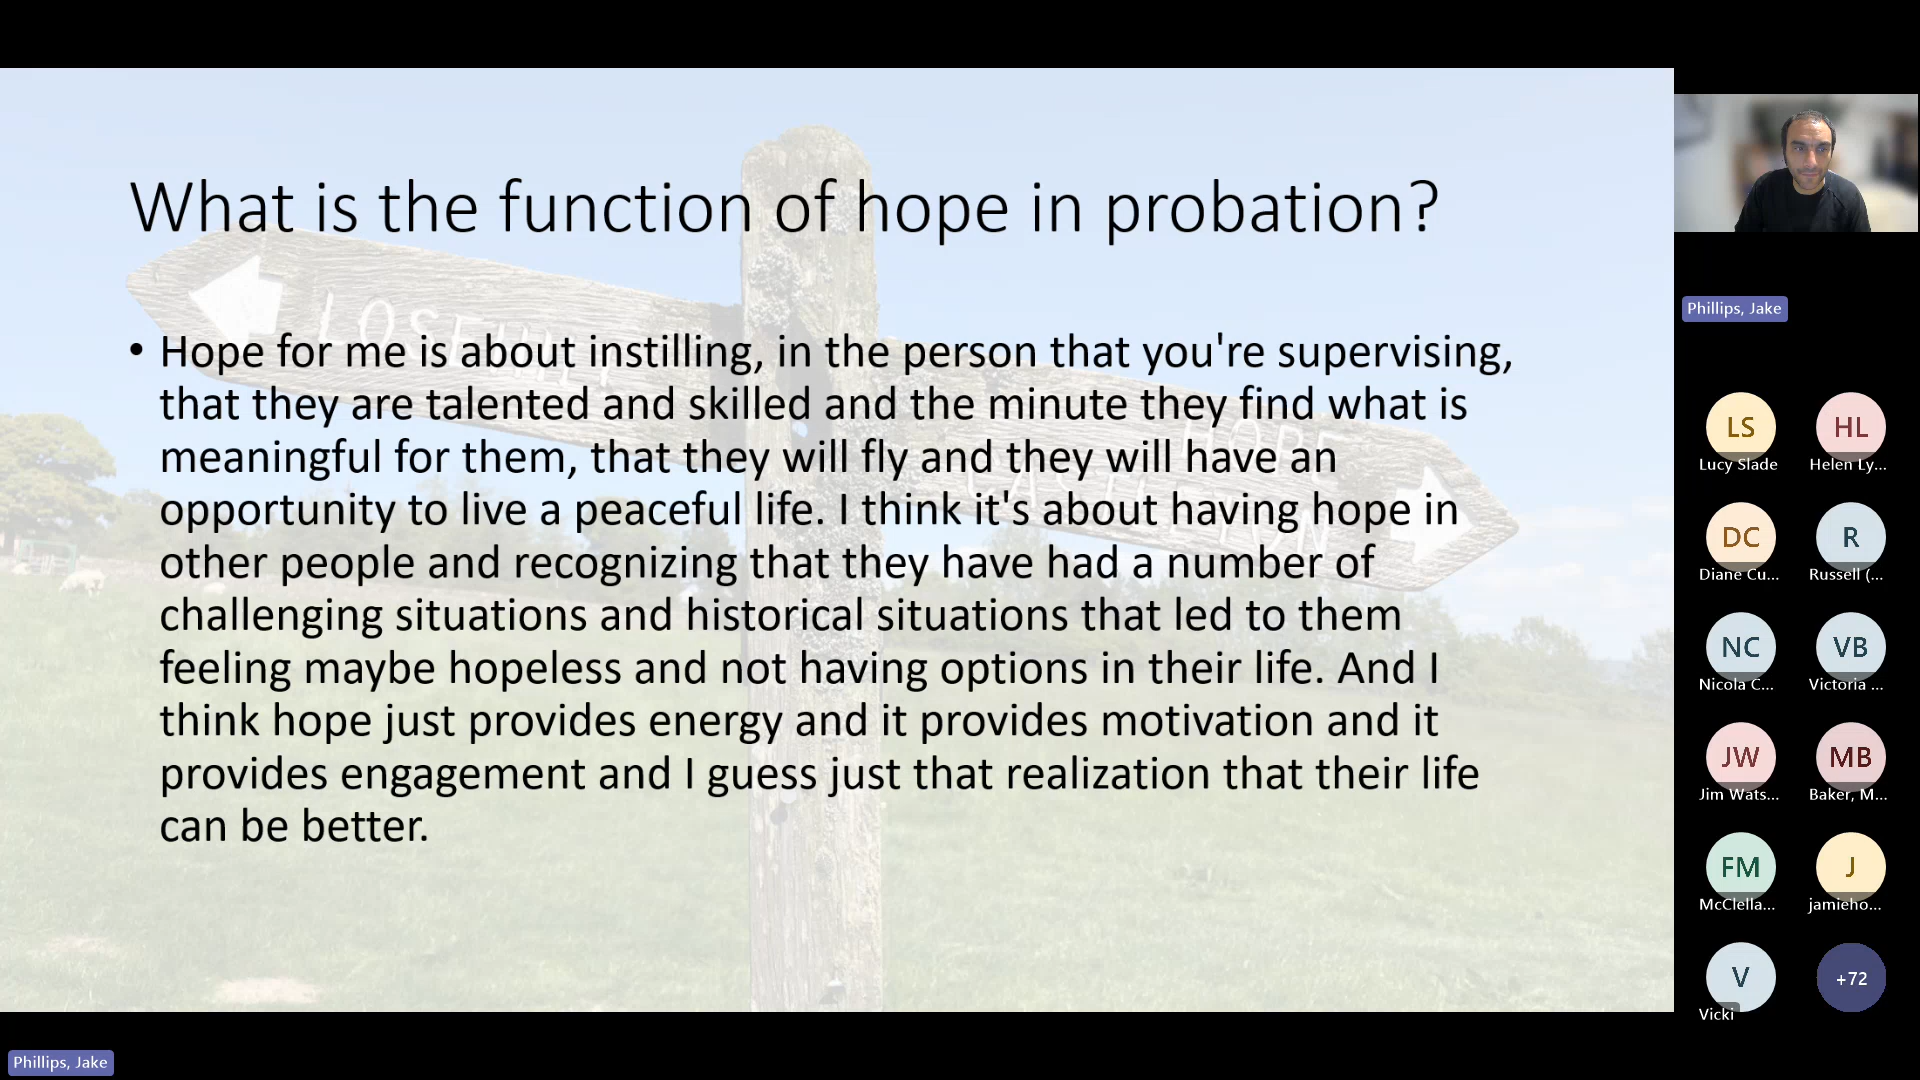 What is the function of hope in probation?
LOSEHILL
HOPE
CASTLETON
• Hope for me is about instilling, in the person that you're supervising,
that they are talented and skilled and the minute they find what is
meaningful for them, that they will fly and they will have an
opportunity to live a peaceful life. I think it's about having hope in
other people and recognizing that they have had a number of
challenging situations and historical situations that led to them
feeling maybe hopeless and not having options in their life. And I
think hope just provides energy and it provides motivation and it
provides engagement and I guess just that realization that their life
can be better.
Phillips, Jake
LS HL
Lucy Slade Helen Ly...
DC R
Diane Cu... Russell (...
NC VB
Nicola C... Victoria ...
JW MB
Jim Wats... Baker, M...
FM J
McClella... jamieho...
V +72
Vicki
Phillips, Jake